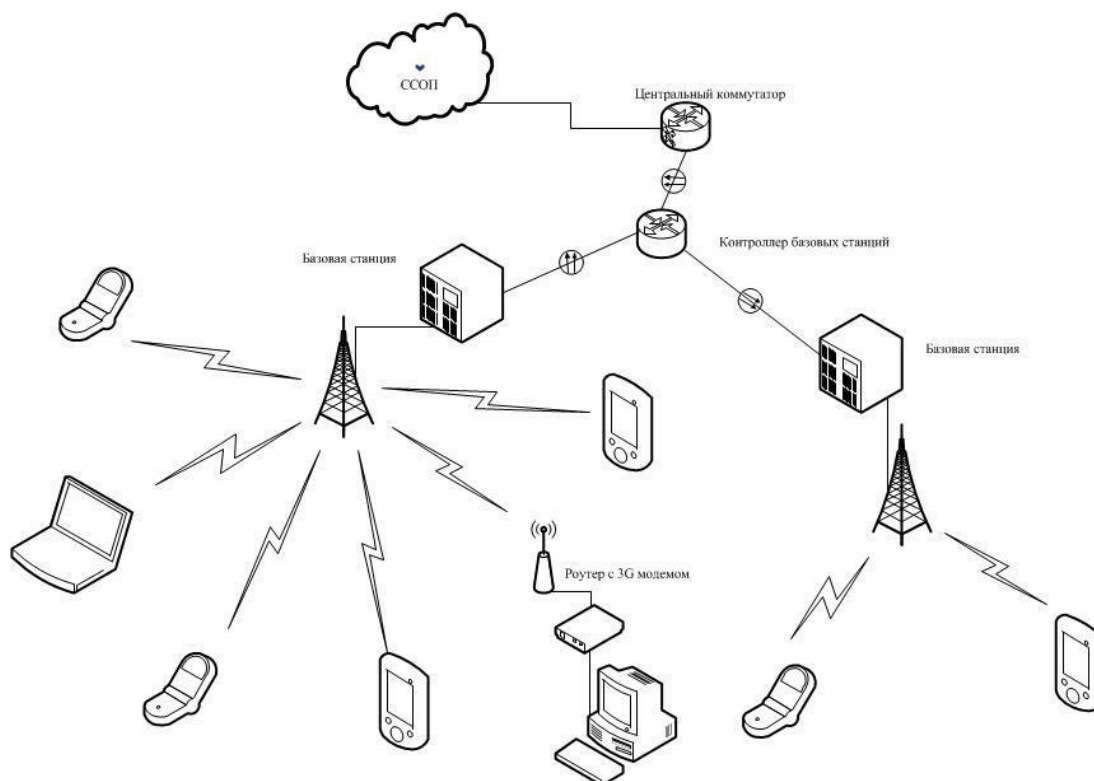 ССОП
Центральный коммутатор
Контроллер базовых станций
Базовая станция
Базовая станция
Роутер с 3G модемом